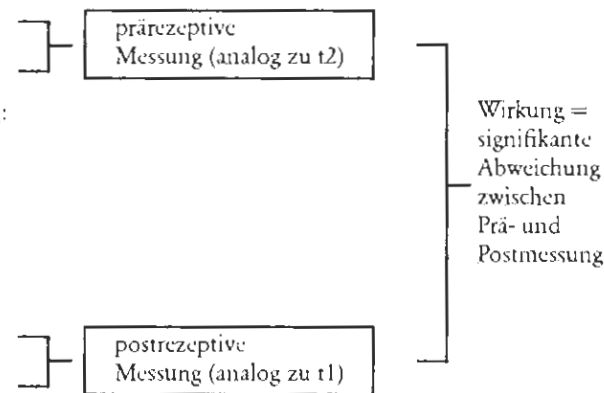 prärezeptive
Messung (analog zu t2)
:
Wirkung =
signifikante
Abweichung
zwischen
Prä- und
Postmessung
postrezeptive
Messung (analog zu t1)